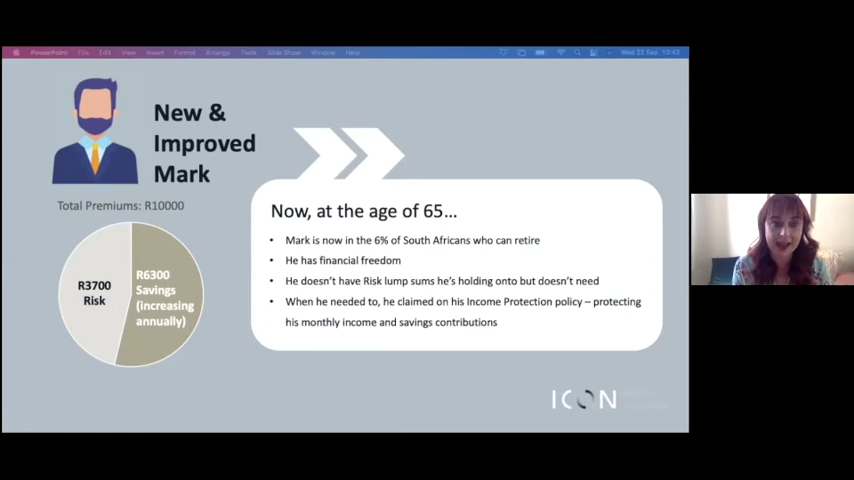 PowerPoint File Edit View Insert Format Arrange Tools Slide Show Window Help Wed 22 Sep 10:42
New &
Improved
Mark
Total Premiums: R10000
R3700
Risk
R6300
Savings
(increasing
annually)
Now, at the age of 65…
• Mark is now in the 6% of South Africans who can retire
• He has financial freedom
• He doesn't have Risk lump sums he's holding onto but doesn't need
• When he needed to, he claimed on his Income Protection policy – protecting
his monthly income and savings contributions
ICON